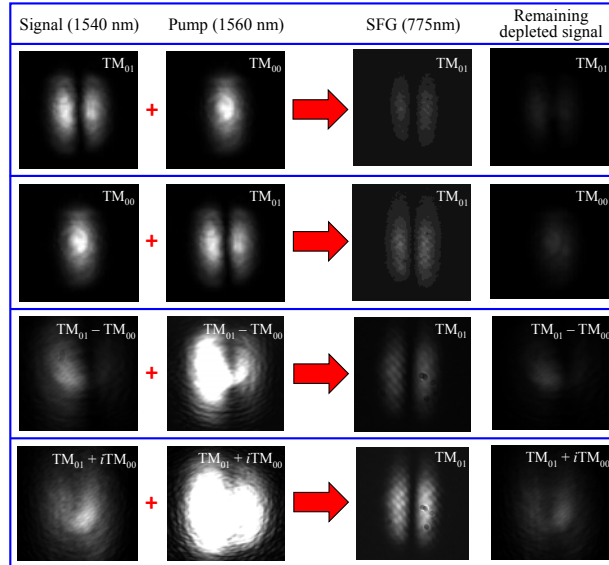 Signal (1540 nm) Pump (1560 nm) SFG (775nm) Remaining
depleted signal
TM₀₁ + TM₀₀ TM₀₁ TM₀₁
TM₀₀ + TM₀₁ TM₀₁ TM₀₀
TM₀₁ – TM₀₀ + TM₀₁ – TM₀₀ TM₀₁ TM₀₁ – TM₀₀
TM₀₁ + iTM₀₀ + TM₀₁ + iTM₀₀ TM₀₁ TM₀₁ + iTM₀₀